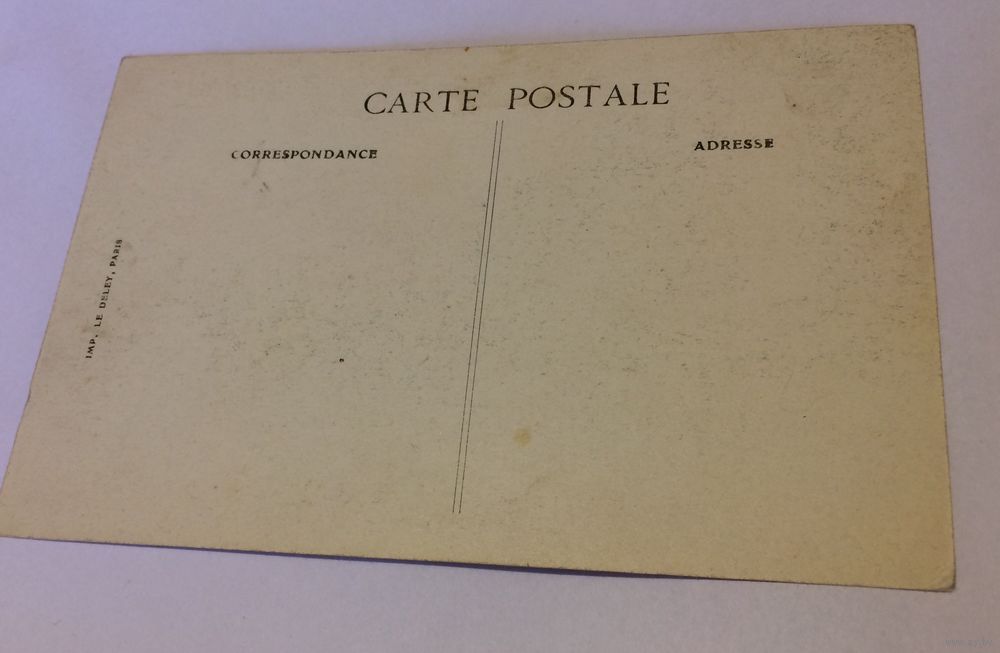 CARTE POSTALE
CORRESPONDANCE
ADRESSE
IMP. LE DELEY, PARIS